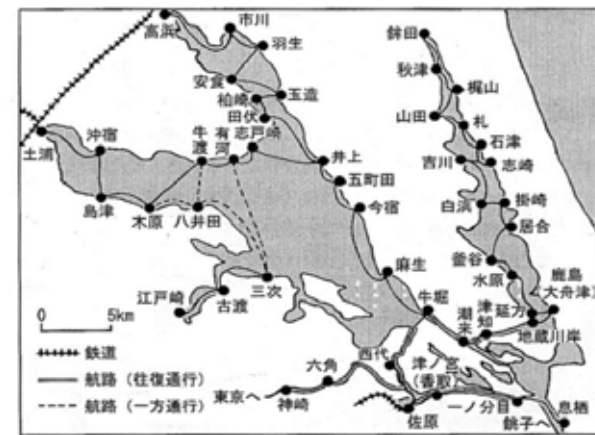 高浜
市川
羽生
安食
柏崎
玉造
田伏
土浦
沖宿
牛渡
有河
志戸崎
井上
五町田
今宿
島津
木原
八井田
麻生
江戸崎
古渡
三次
牛堀
鉾田
秋津
梶山
山田
札
石津
吉川
志崎
白浜
掛崎
居合
釜谷
水原
鹿島
(大舟津)
延方
津知
潮来
地蔵川岸
西代
津ノ宮
(香取)
六角
東京へ
神崎
佐原
一ノ分目
銚子へ
息栖
0 5km
鉄道
航路(往復通行)
航路(一方通行)